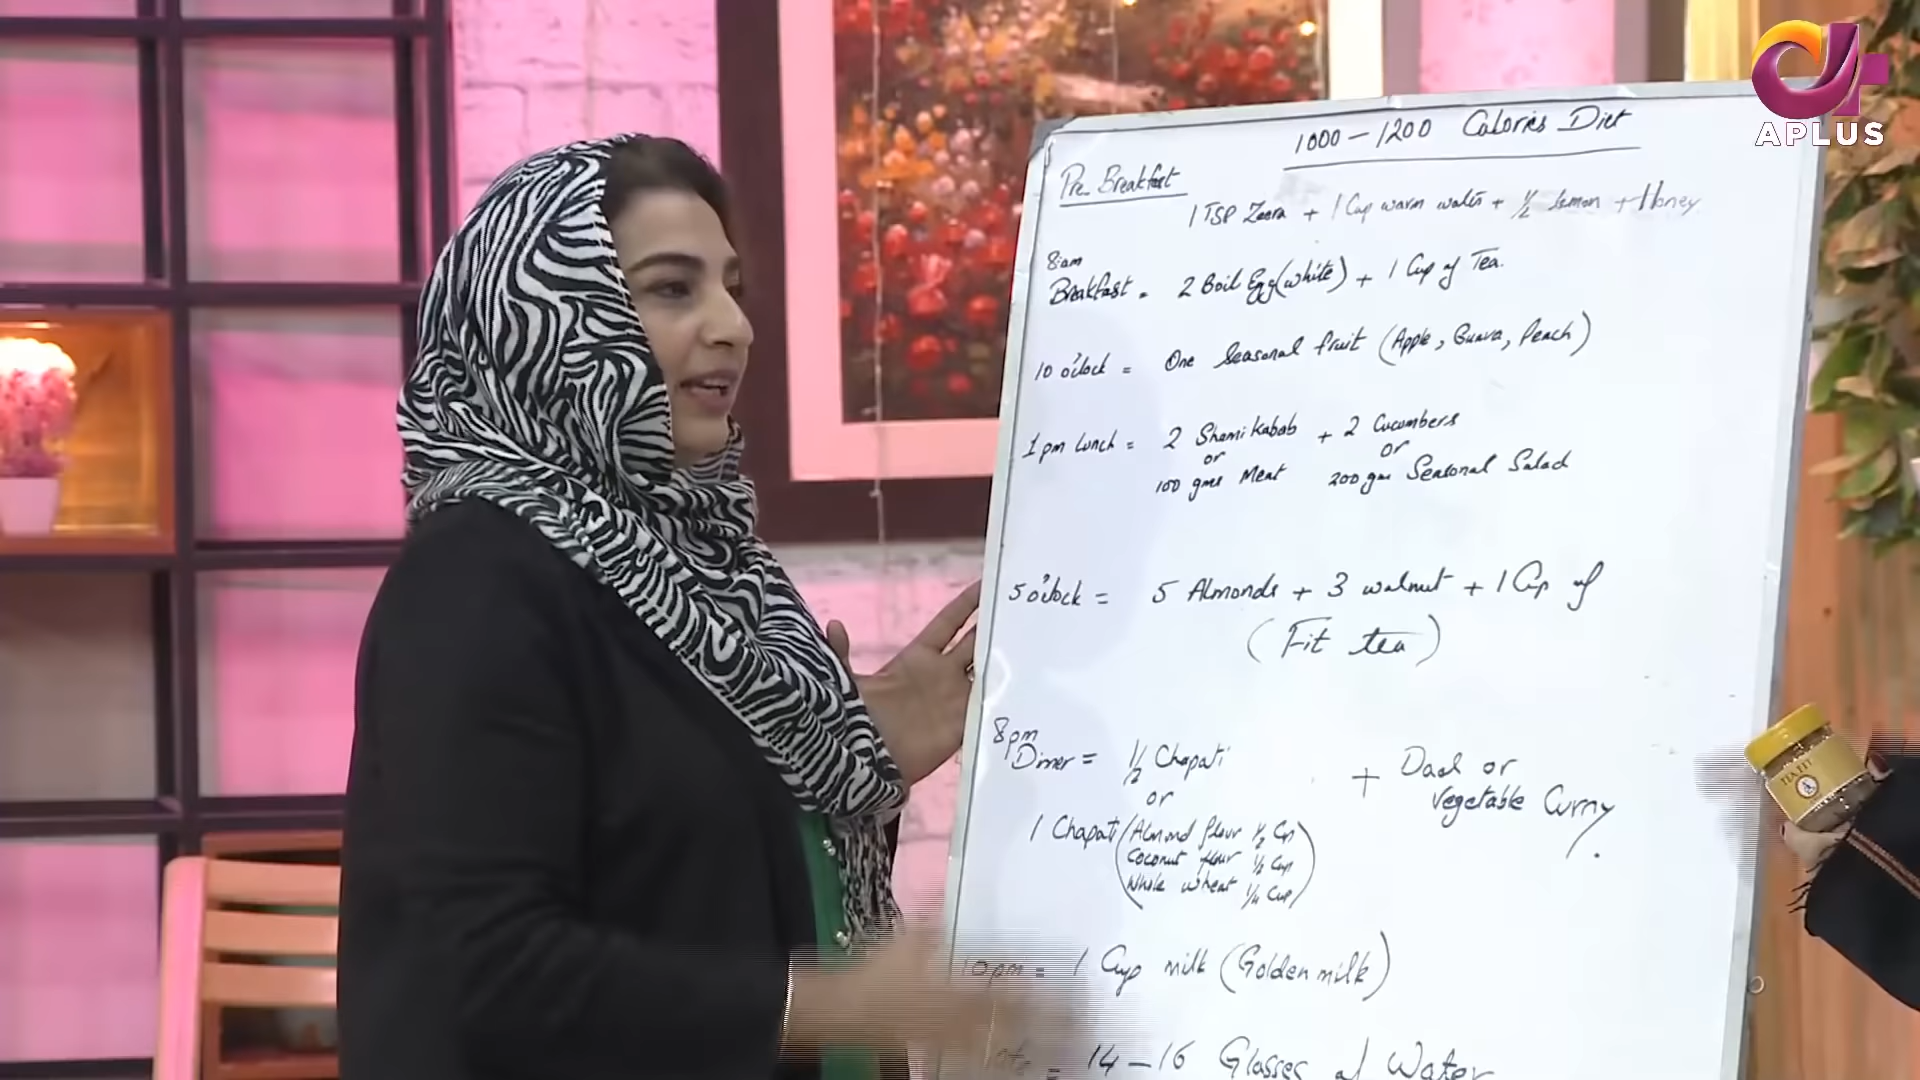 APLUS
1000 - 1200 Calories Diet
Pre Breakfast
1 TSP Zeera + 1 Cup warm water + 1/2 Lemon + Honey
8:am
Breakfast = 2 Boil Egg (white) + 1 Cup of Tea.
10 o'clock = One Seasonal fruit (Apple, Guava, Peach)
1 pm Lunch = 2 Shami Kabab + 2 Cucumbers
or or
100 gms Meat 200 gms Seasonal Salad
5 o'clock = 5 Almonds + 3 walnut + 1 Cup of
(Fit tea)
8pm
Dinner = 1/2 Chapati + Daal or
or Vegetable Curry.
1 Chapati (Almond flour 1/2 Cup
Coconut flour 1/2 Cup
Whole wheat 1/4 Cup)
10pm = 1 Cup milk (Golden milk)
= 14 - 16 Glasses of Water